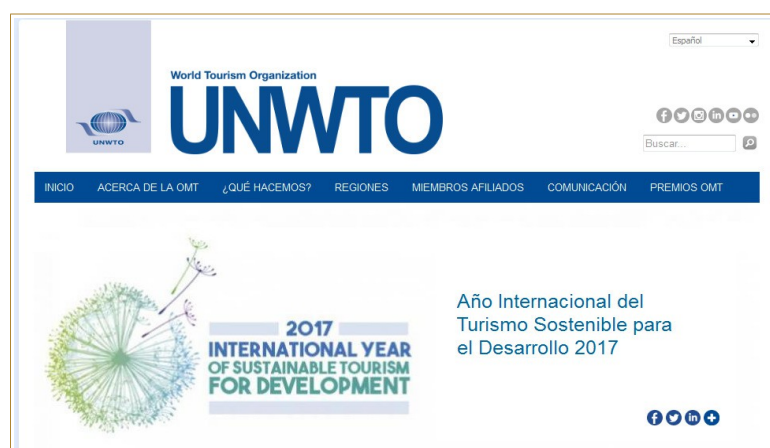 Español
World Tourism Organization
UNWTO
UNWTO
Buscar...
INICIO ACERCA DE LA OMT ¿QUÉ HACEMOS? REGIONES MIEMBROS AFILIADOS COMUNICACIÓN PREMIOS OMT
2017
INTERNATIONAL YEAR
OF SUSTAINABLE TOURISM
FOR DEVELOPMENT
Año Internacional del
Turismo Sostenible para
el Desarrollo 2017